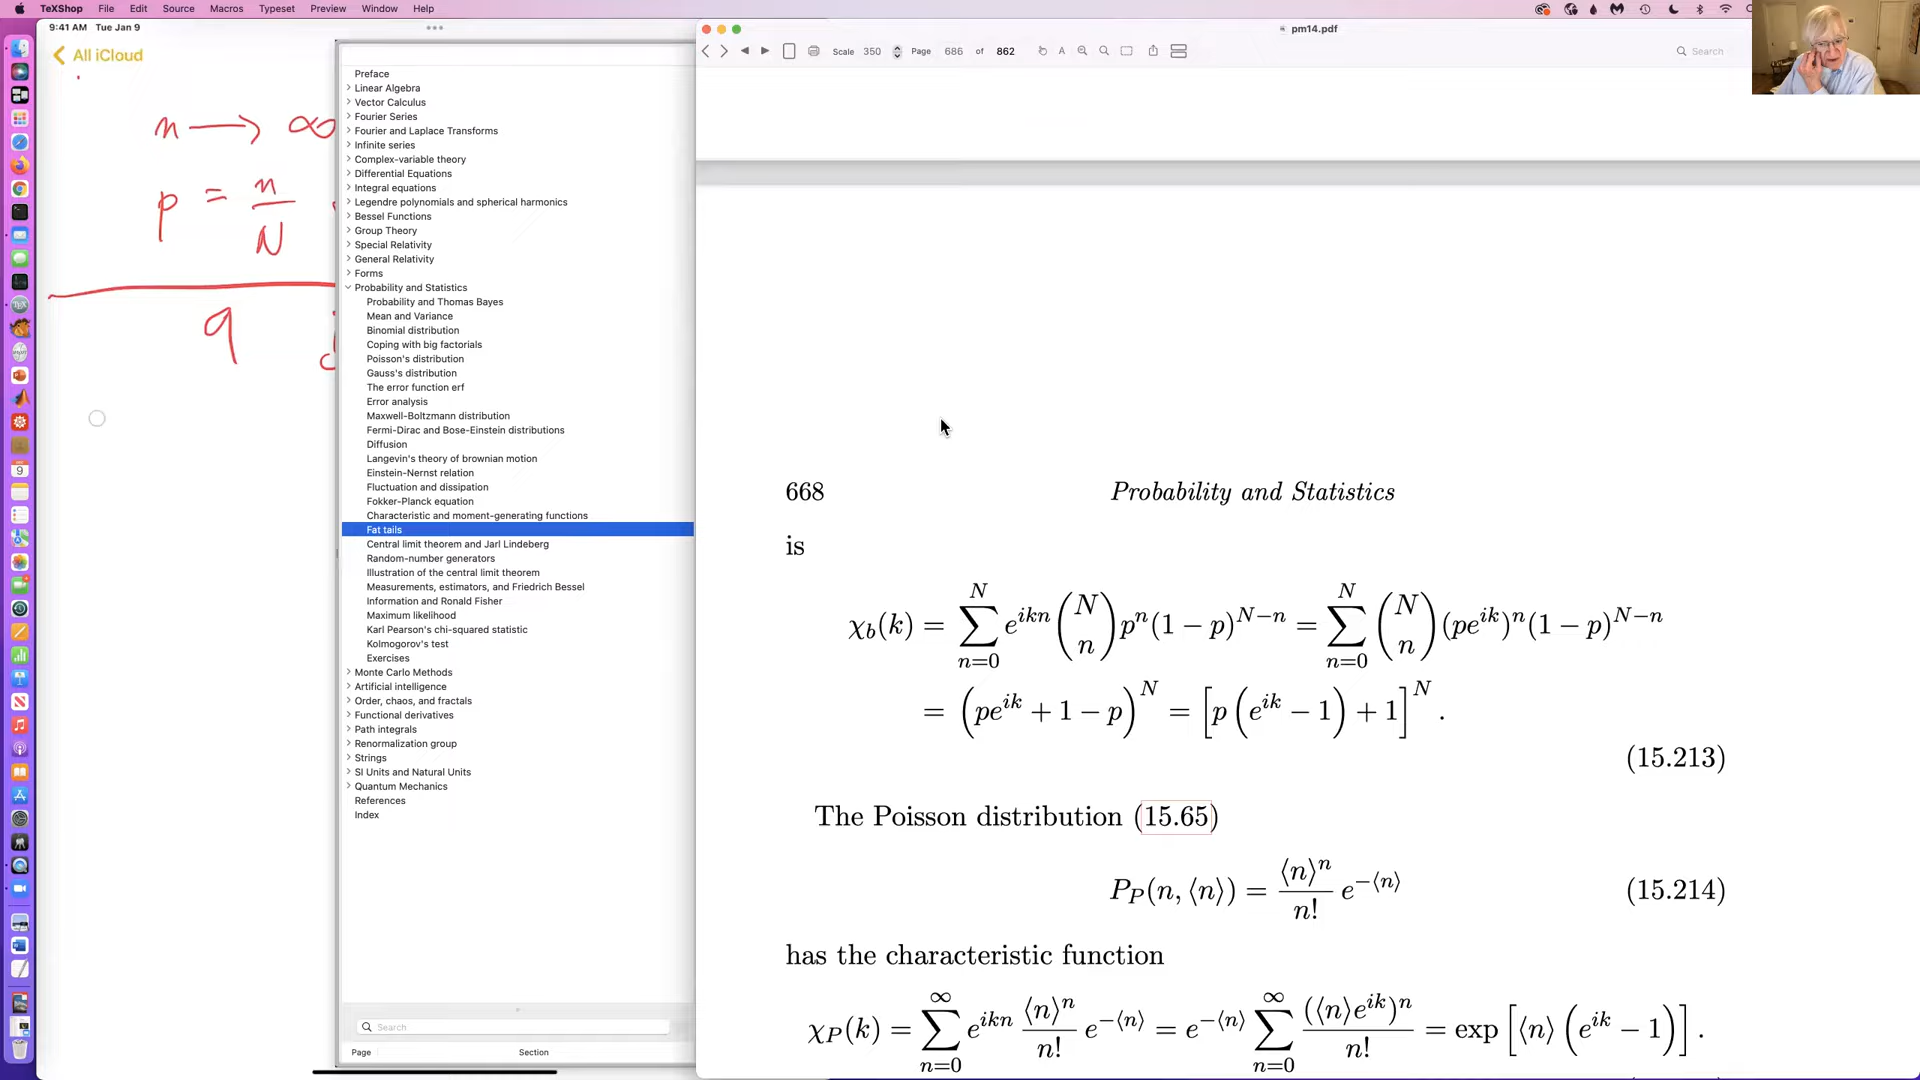 TeXShop File Edit Source Macros Typeset Preview Window Help
9:41 AM Tue Jan 9
All iCloud
n ⟶ ∞
p = n/N
9
Preface
Linear Algebra
Vector Calculus
Fourier Series
Fourier and Laplace Transforms
Infinite series
Complex-variable theory
Differential Equations
Integral equations
Legendre polynomials and spherical harmonics
Bessel Functions
Group Theory
Special Relativity
General Relativity
Forms
Probability and Statistics
Probability and Thomas Bayes
Mean and Variance
Binomial distribution
Coping with big factorials
Poisson's distribution
Gauss's distribution
The error function erf
Error analysis
Maxwell-Boltzmann distribution
Fermi-Dirac and Bose-Einstein distributions
Diffusion
Langevin's theory of brownian motion
Einstein-Nernst relation
Fluctuation and dissipation
Fokker-Planck equation
Characteristic and moment-generating functions
Fat tails
Central limit theorem and Jarl Lindeberg
Random-number generators
Illustration of the central limit theorem
Measurements, estimators, and Friedrich Bessel
Information and Ronald Fisher
Maximum likelihood
Karl Pearson's chi-squared statistic
Kolmogorov's test
Exercises
Monte Carlo Methods
Artificial intelligence
Order, chaos, and fractals
Functional derivatives
Path integrals
Renormalization group
Strings
SI Units and Natural Units
Quantum Mechanics
References
Index
Search
Page Section
pm14.pdf
Scale 350 Page 686 of 862 Search
668 Probability and Statistics
is
χ_b(k) = ∑_{n=0}^{N} e^{ikn} \binom{N}{n} p^n (1 − p)^{N−n} = ∑_{n=0}^{N} \binom{N}{n} (pe^{ik})^n (1 − p)^{N−n}
= (pe^{ik} + 1 − p)^N = [p (e^{ik} − 1) + 1]^N .
(15.213)
The Poisson distribution (15.65)
P_P(n, ⟨n⟩) = \frac{⟨n⟩^n}{n!} e^{−⟨n⟩} (15.214)
has the characteristic function
χ_P(k) = ∑_{n=0}^{∞} e^{ikn} \frac{⟨n⟩^n}{n!} e^{−⟨n⟩} = e^{−⟨n⟩} ∑_{n=0}^{∞} \frac{(⟨n⟩e^{ik})^n}{n!} = exp [⟨n⟩ (e^{ik} − 1)] .